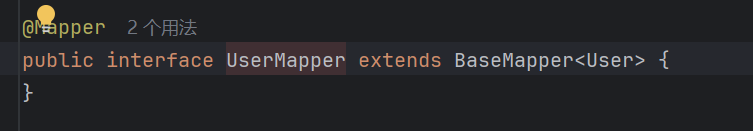 @Mapper 2 个用法
public interface UserMapper extends BaseMapper<User> {
}